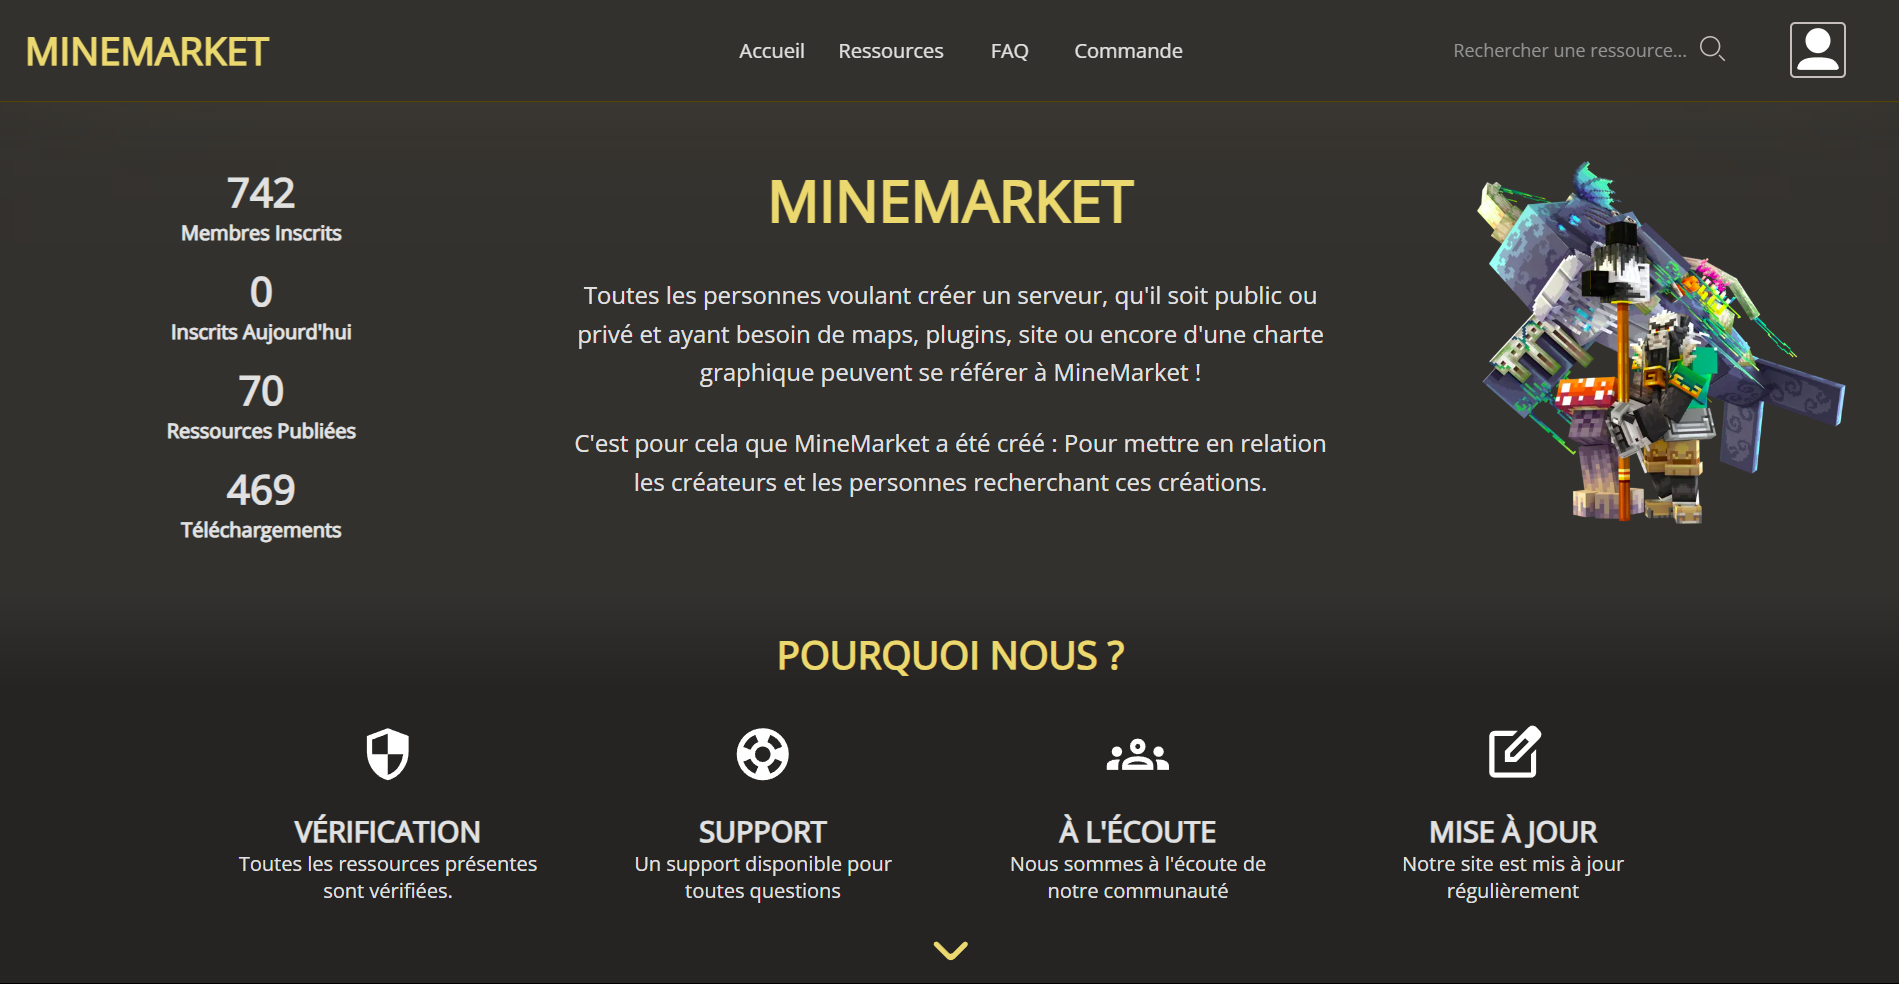 MINEMARKET
Accueil Ressources FAQ Commande
Rechercher une ressource...
742
Membres Inscrits
0
Inscrits Aujourd'hui
70
Ressources Publiées
469
Téléchargements
MINEMARKET
Toutes les personnes voulant créer un serveur, qu'il soit public ou
privé et ayant besoin de maps, plugins, site ou encore d'une charte
graphique peuvent se référer à MineMarket !
C'est pour cela que MineMarket a été créé : Pour mettre en relation
les créateurs et les personnes recherchant ces créations.
POURQUOI NOUS ?
VÉRIFICATION
Toutes les ressources présentes
sont vérifiées.
SUPPORT
Un support disponible pour
toutes questions
À L'ÉCOUTE
Nous sommes à l'écoute de
notre communauté
MISE À JOUR
Notre site est mis à jour
régulièrement